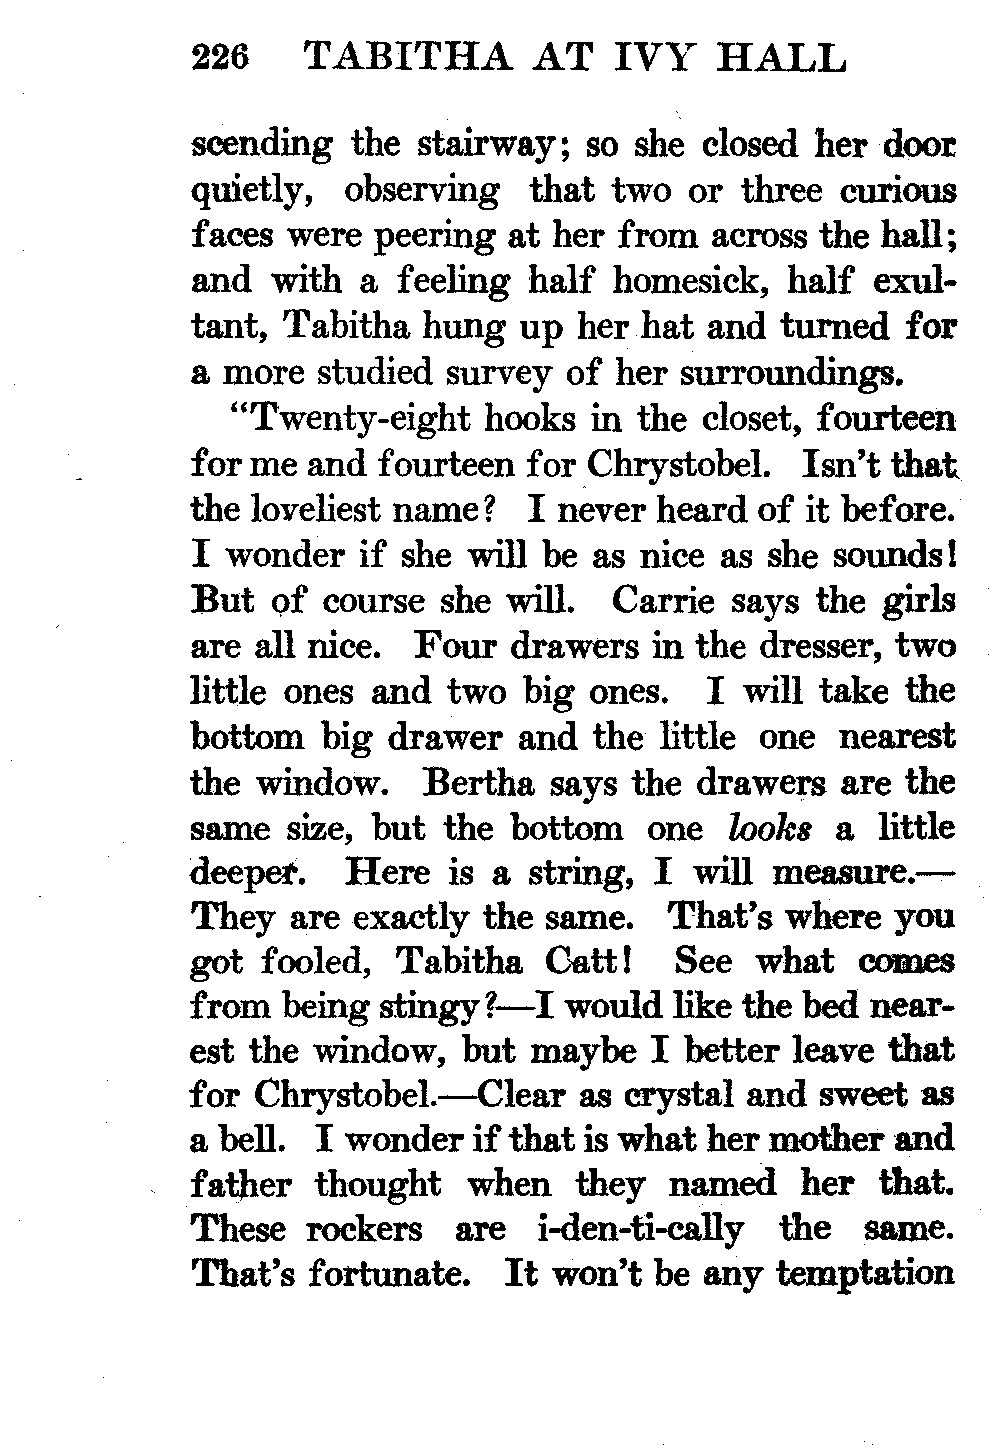 226 TABITHA AT IVY HALL
scending the stairway; so she closed her door
quietly, observing that two or three curious
faces were peering at her from across the hall;
and with a feeling half homesick, half exul-
tant, Tabitha hung up her hat and turned for
a more studied survey of her surroundings.
“Twenty-eight hooks in the closet, fourteen
for me and fourteen for Chrystobel. Isn't that
the loveliest name? I never heard of it before.
I wonder if she will be as nice as she sounds!
But of course she will. Carrie says the girls
are all nice. Four drawers in the dresser, two
little ones and two big ones. I will take the
bottom big drawer and the little one nearest
the window. Bertha says the drawers are the
same size, but the bottom one looks a little
deeper. Here is a string, I will measure.—
They are exactly the same. That's where you
got fooled, Tabitha Catt! See what comes
from being stingy?—I would like the bed near-
est the window, but maybe I better leave that
for Chrystobel.—Clear as crystal and sweet as
a bell. I wonder if that is what her mother and
father thought when they named her that.
These rockers are i-den-ti-cally the same.
That's fortunate. It won't be any temptation